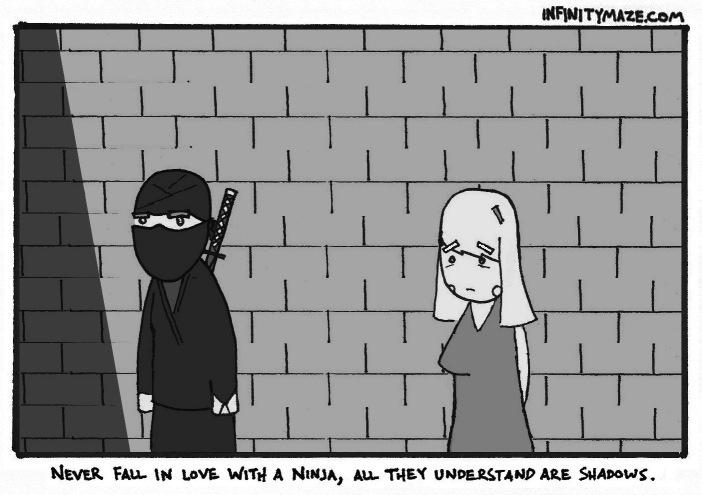 INFINITYMAZE.COM
NEVER FALL IN LOVE WITH A NINJA, ALL THEY UNDERSTAND ARE SHADOWS.